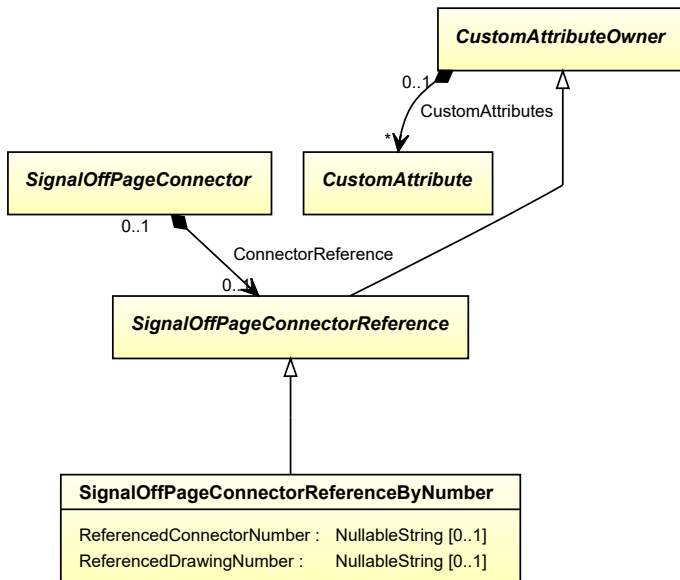 CustomAttributeOwner
0..1
CustomAttributes
*
SignalOffPageConnector
CustomAttribute
0..1
ConnectorReference
0..1
SignalOffPageConnectorReference
SignalOffPageConnectorReferenceByNumber
ReferencedConnectorNumber : NullableString [0..1]
ReferencedDrawingNumber : NullableString [0..1]